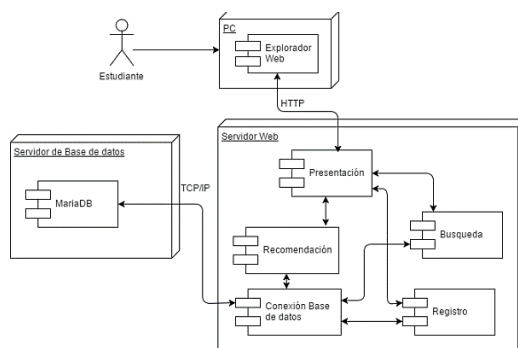 PC
Explorador
Web
Estudiante
HTTP
Servidor Web
Servidor de Base de datos
Presentación
TCP/IP
MariaDB
Busqueda
Recomendación
Conexión Base
de datos
Registro